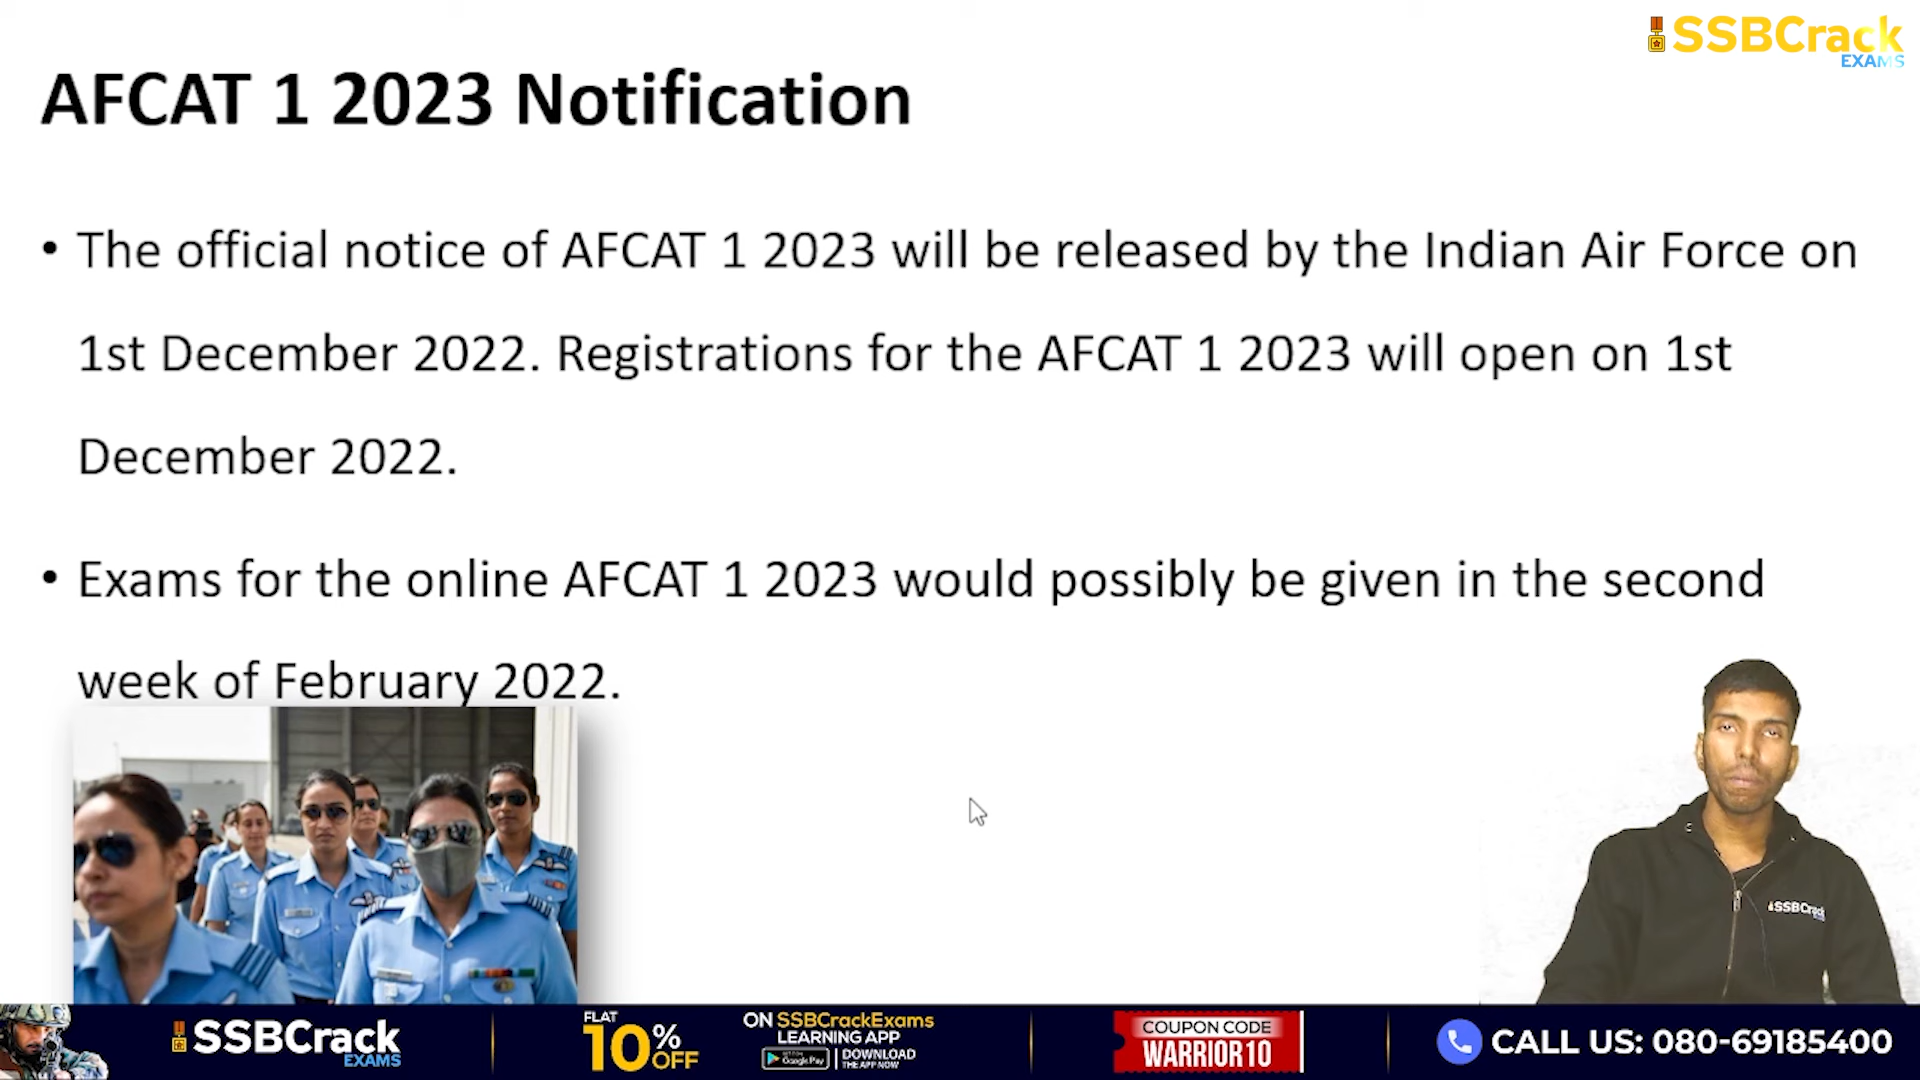 SSBCrack
EXAMS
AFCAT 1 2023 Notification
• The official notice of AFCAT 1 2023 will be released by the Indian Air Force on
1st December 2022. Registrations for the AFCAT 1 2023 will open on 1st
December 2022.
• Exams for the online AFCAT 1 2023 would possibly be given in the second
week of February 2022.
SSBCrack
SSBCrack
EXAMS
FLAT
10% OFF
ON SSBCrackExams
LEARNING APP
Google Play
DOWNLOAD
THE APP NOW
COUPON CODE
WARRIOR10
CALL US: 080-69185400